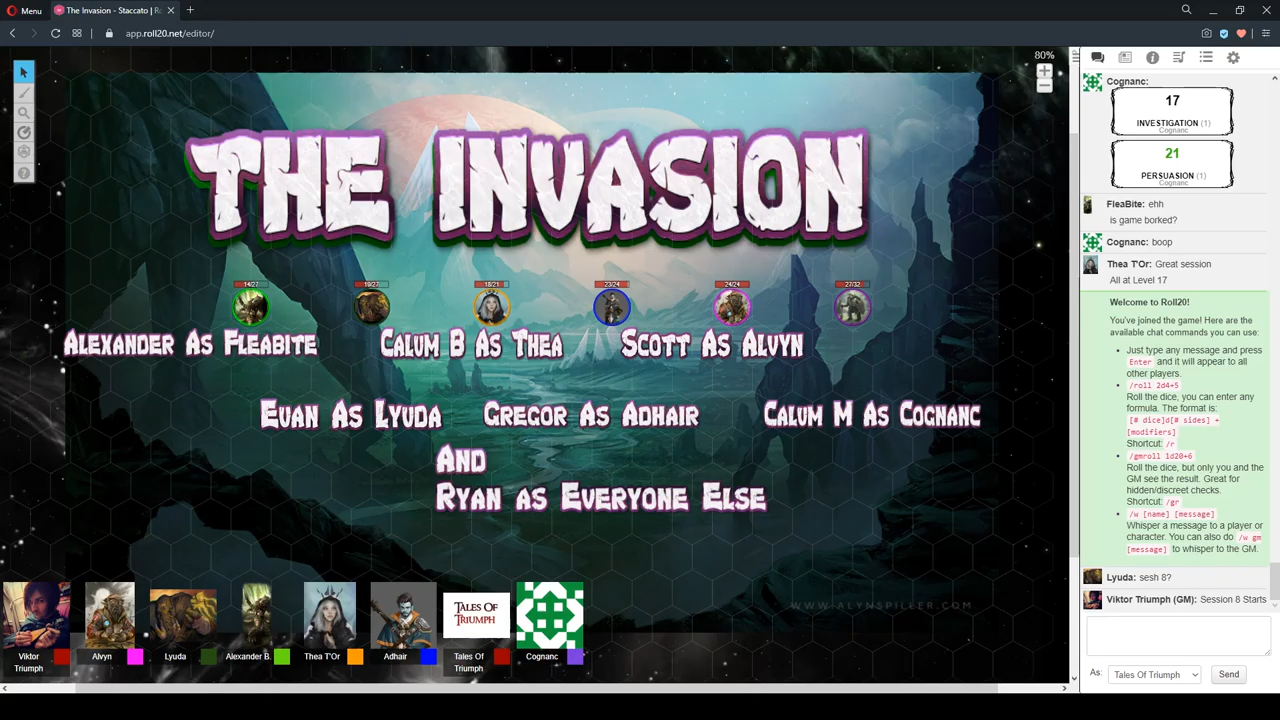 Menu
The Invasion - Staccato | Ro
app.roll20.net/editor/
80%
THE INVASION
14/27
19/27
18/21
23/24
24/24
27/32
ALEXANDER AS FLEABITE
CALUM B AS THEA
SCOTT AS ALVYN
EUAN AS LYUDA
GREGOR AS ADHAIR
CALUM M AS COGNANC
AND
RYAN AS EVERYONE ELSE
WWW.ALYNSPILLER.COM
TALES OF
TRIUMPH
Viktor
Triumph
Alvyn
Lyuda
Alexander B.
Thea T'Or
Adhair
Tales Of
Triumph
Cognanc
Cognanc:
17
INVESTIGATION (1)
Cognanc
21
PERSUASION (1)
Cognanc
FleaBite: ehh
is game borked?
Cognanc: boop
Thea T'Or: Great session
All at Level 17
Welcome to Roll20!
You've joined the game! Here are the
available chat commands you can use:
Just type any message and press
Enter and it will appear to all
other players.
/roll 2d4+5
Roll the dice, you can enter any
formula. The format is:
[# dice]d[# sides] +
[modifiers]
Shortcut: /r
/gmroll 1d20+6
Roll the dice, but only you and the
GM see the result. Great for
hidden/discreet checks.
Shortcut: /gr
/w [name] [message]
Whisper a message to a player or
character. You can also do /w gm
[message] to whisper to the GM.
Lyuda: sesh 8?
Viktor Triumph (GM): Session 8 Starts
As:
Tales Of Triumph
Send